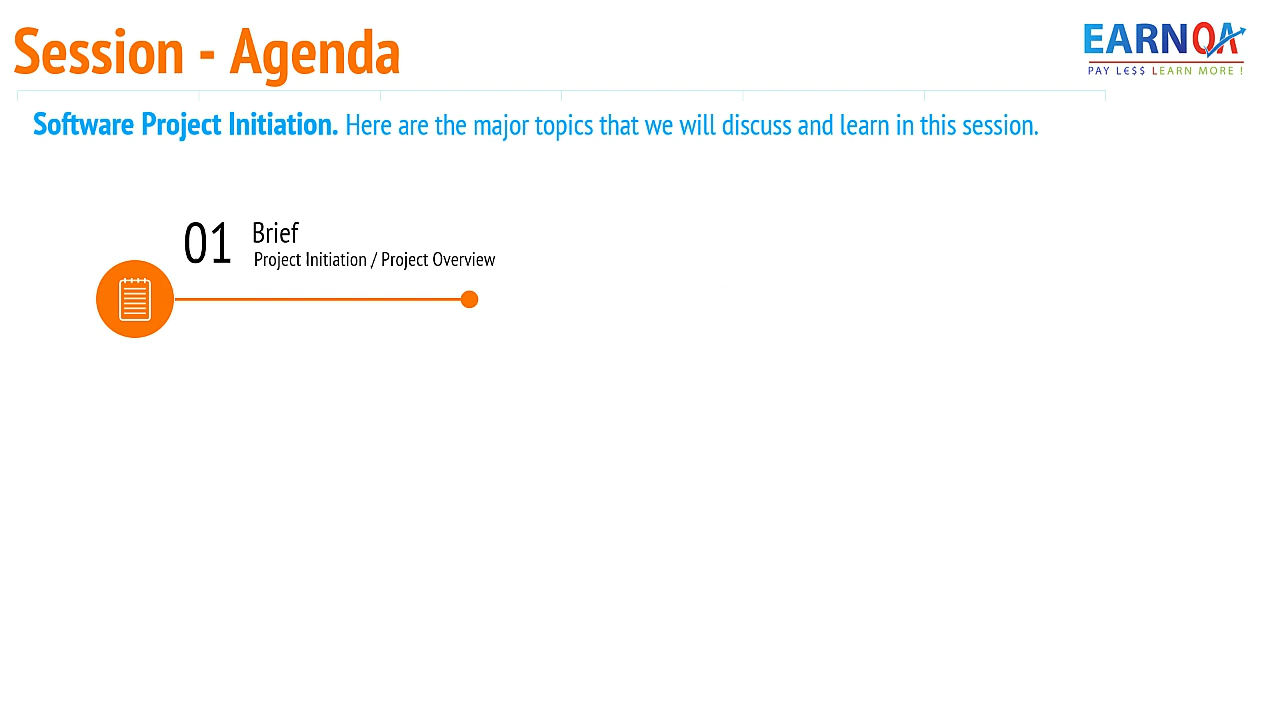 Session - Agenda
EARNQA
PAY LE$$ LEARN MORE !
Software Project Initiation. Here are the major topics that we will discuss and learn in this session.
01 Brief
Project Initiation / Project Overview